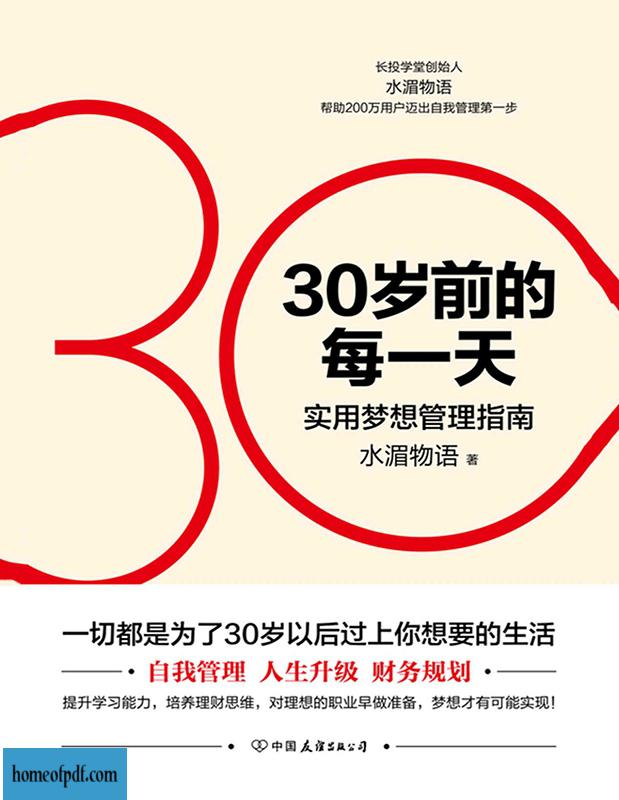 长投学堂创始人
水湄物语
帮助200万用户迈出自我管理第一步
30
30岁前的
每一天
实用梦想管理指南
水湄物语 著
一切都是为了30岁以后过上你想要的生活
自我管理 人生升级 财务规划
提升学习能力，培养理财思维，对理想的职业早做准备，梦想才有可能实现！
中国友谊出版公司
homeofpdf.com